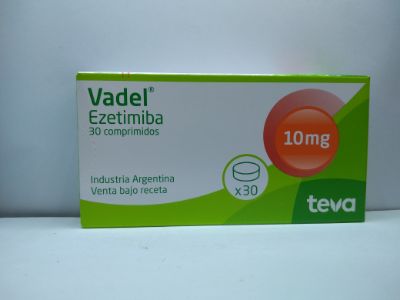 Vadel®
Ezetimiba
30 comprimidos
10mg
Industria Argentina
Venta bajo receta
x30
teva